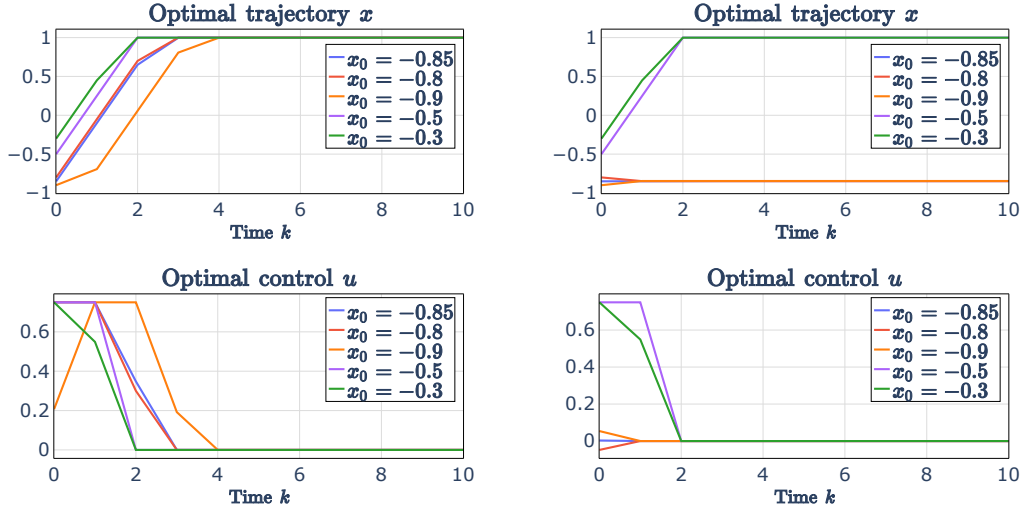 Optimal trajectory x
1
0.5
0
−0.5
−1
0 2 4 6 8 10
Time k
x₀ = −0.85
x₀ = −0.8
x₀ = −0.9
x₀ = −0.5
x₀ = −0.3
Optimal trajectory x
1
0.5
0
−0.5
−1
0 2 4 6 8 10
Time k
x₀ = −0.85
x₀ = −0.8
x₀ = −0.9
x₀ = −0.5
x₀ = −0.3
Optimal control u
0.6
0.4
0.2
0
0 2 4 6 8 10
Time k
x₀ = −0.85
x₀ = −0.8
x₀ = −0.9
x₀ = −0.5
x₀ = −0.3
Optimal control u
0.6
0.4
0.2
0
0 2 4 6 8 10
Time k
x₀ = −0.85
x₀ = −0.8
x₀ = −0.9
x₀ = −0.5
x₀ = −0.3